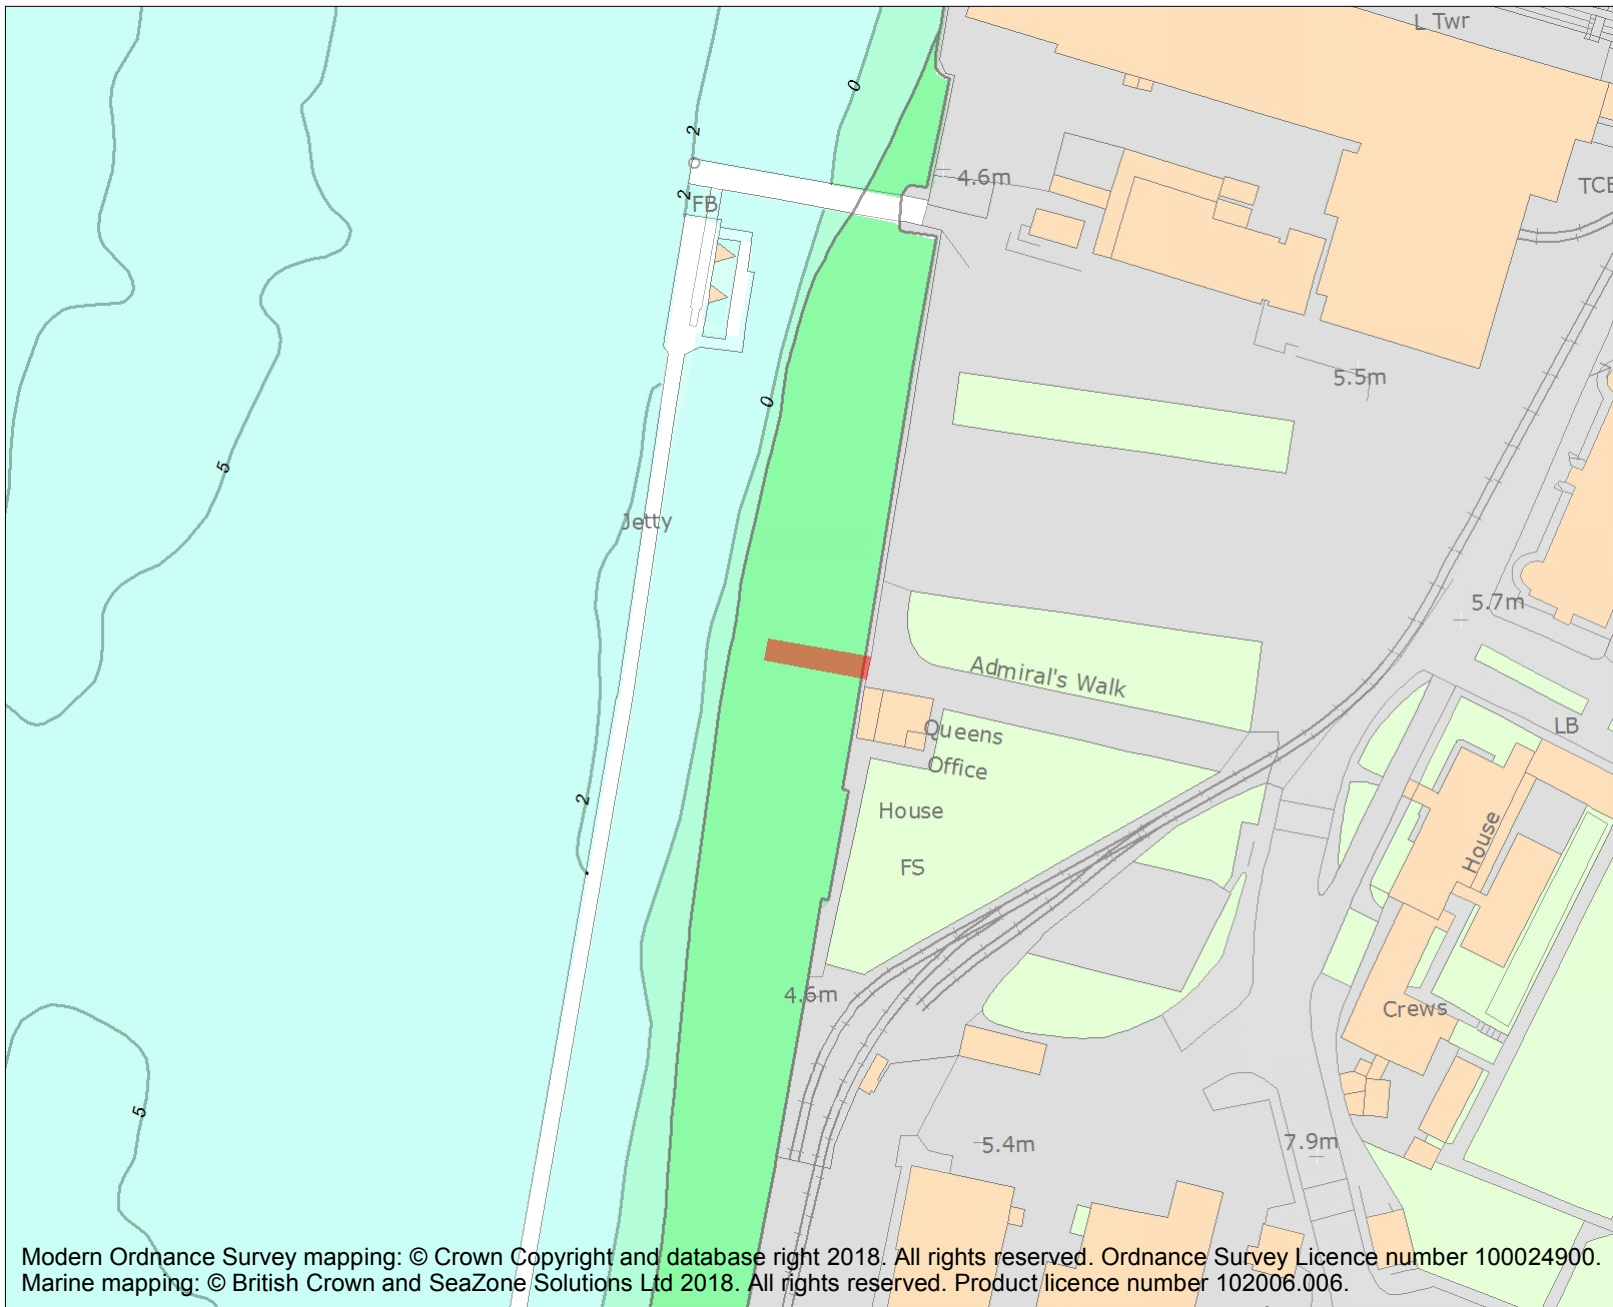 L Twr
0
2
4.6m
TCE
2
FB
5.5m
0
5
Jetty
5.7m
Admiral's Walk
Queens
Office
LB
2
House
House
FS
4.6m
Crews
5
5.4m
7.9m
Modern Ordnance Survey mapping: © Crown Copyright and database right 2018. All rights reserved. Ordnance Survey Licence number 100024900.
Marine mapping: © British Crown and SeaZone Solutions Ltd 2018. All rights reserved. Product licence number 102006.006.